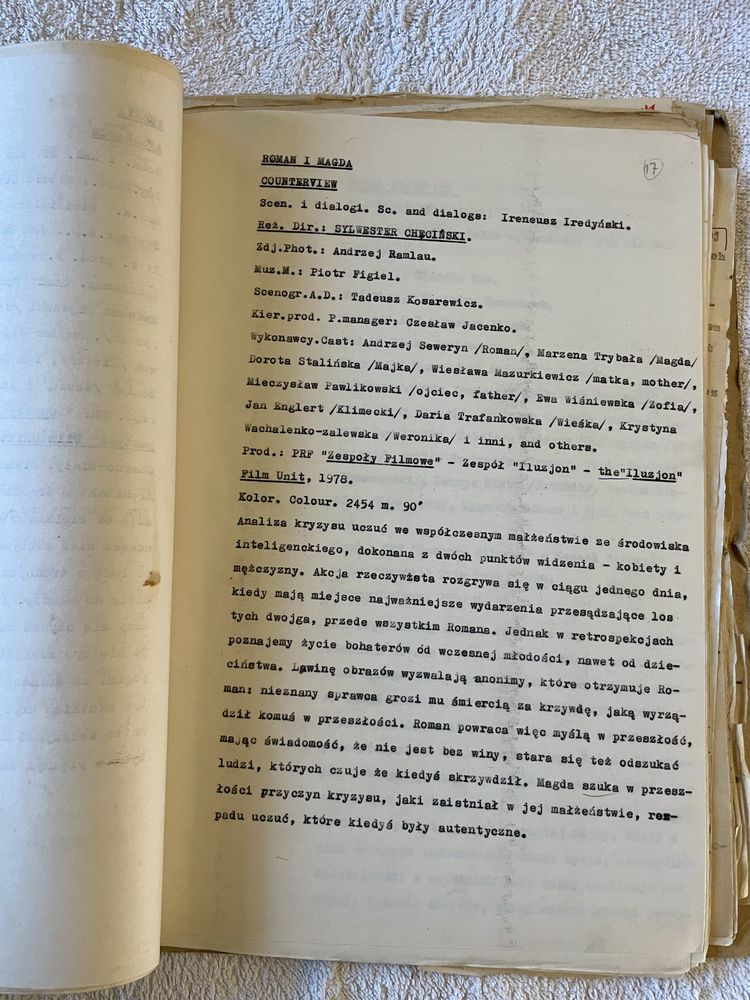 17
ROMAN I MAGDA
COUNTERVIEW
Scen. i dialogi. Sc. and dialogs: Ireneusz Iredyński.
Reż. Dir.: SYLWESTER CHĘCIŃSKI.
Zdj.Phot.: Andrzej Ramlau.
Muz.M.: Piotr Figiel.
Scenogr.A.D.: Tadeusz Kosarewicz.
Kier.prod. P.manager: Czesław Jacenko.
Wykonawcy.Cast: Andrzej Seweryn /Roman/, Marzena Trybała /Magda/
Dorota Stalińska /Majka/, Wiesława Mazurkiewicz /matka, mother/,
Mieczysław Pawlikowski /ojciec, father/, Ewa Wiśniewska /Zofia/,
Jan Englert /Klimecki/, Daria Trafankowska /Wieśka/, Krystyna
Wachalenko-zalewska /Weronika/ i inni, and others.
Prod.: PRF "Zespoły Filmowe" - Zespół "Iluzjon" - the"Iluzjon"
Film Unit, 1978.
Kolor. Colour. 2454 m. 90'
Analiza kryzysu uczuć we współczesnym małżeństwie ze środowiska
inteligenckiego, dokonana z dwóch punktów widzenia - kobiety i
mężczyzny. Akcja rzeczywista rozgrywa się w ciągu jednego dnia,
kiedy mają miejsce najważniejsze wydarzenia przesądzające los
tych dwojga, przede wszystkim Romana. Jednak w retrospekcjach
poznajemy życie bohaterów od wczesnej młodości, nawet od dzie-
ciństwa. Lawinę obrazów wyzwalają anonimy, które otrzymuje Ro-
man: nieznany sprawca grozi mu śmiercią za krzywdę, jaką wyrzą-
dził komuś w przeszłości. Roman powraca więc myślą w przeszłość,
mając świadomość, że nie jest bez winy, stara się też odszukać
ludzi, których czuje że kiedyś skrzywdził. Magda szuka w przesz-
łości przyczyn kryzysu, jaki zaistniał w jej małżeństwie, roz-
padu uczuć, które kiedyś były autentyczne.